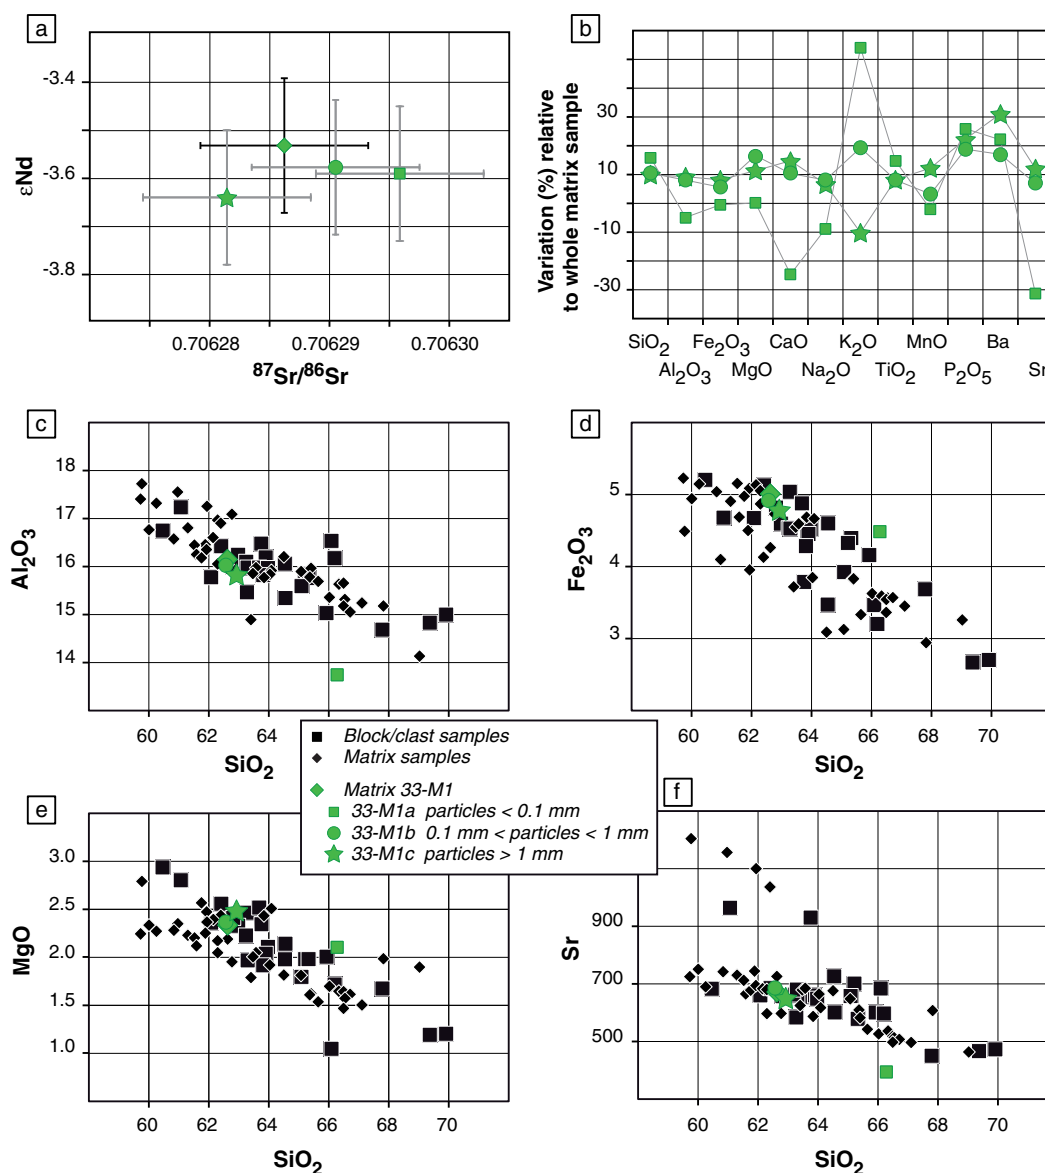 a
-3.4
-3.6
-3.8
εNd
0.70628
0.70629
0.70630
⁸⁷Sr/⁸⁶Sr
b
30
10
-10
-30
Variation (%) relative
to whole matrix sample
SiO₂
Fe₂O₃
CaO
K₂O
MnO
Ba
Al₂O₃
MgO
Na₂O
TiO₂
P₂O₅
Sr
c
18
17
16
15
14
Al₂O₃
60
62
64
66
68
70
SiO₂
d
5
4
3
Fe₂O₃
60
62
64
66
68
70
SiO₂
Block/clast samples
Matrix samples
Matrix 33-M1
33-M1a particles < 0.1 mm
33-M1b 0.1 mm < particles < 1 mm
33-M1c particles > 1 mm
e
3.0
2.5
2.0
1.5
1.0
MgO
60
62
64
66
68
70
SiO₂
f
900
700
500
Sr
60
62
64
66
68
70
SiO₂